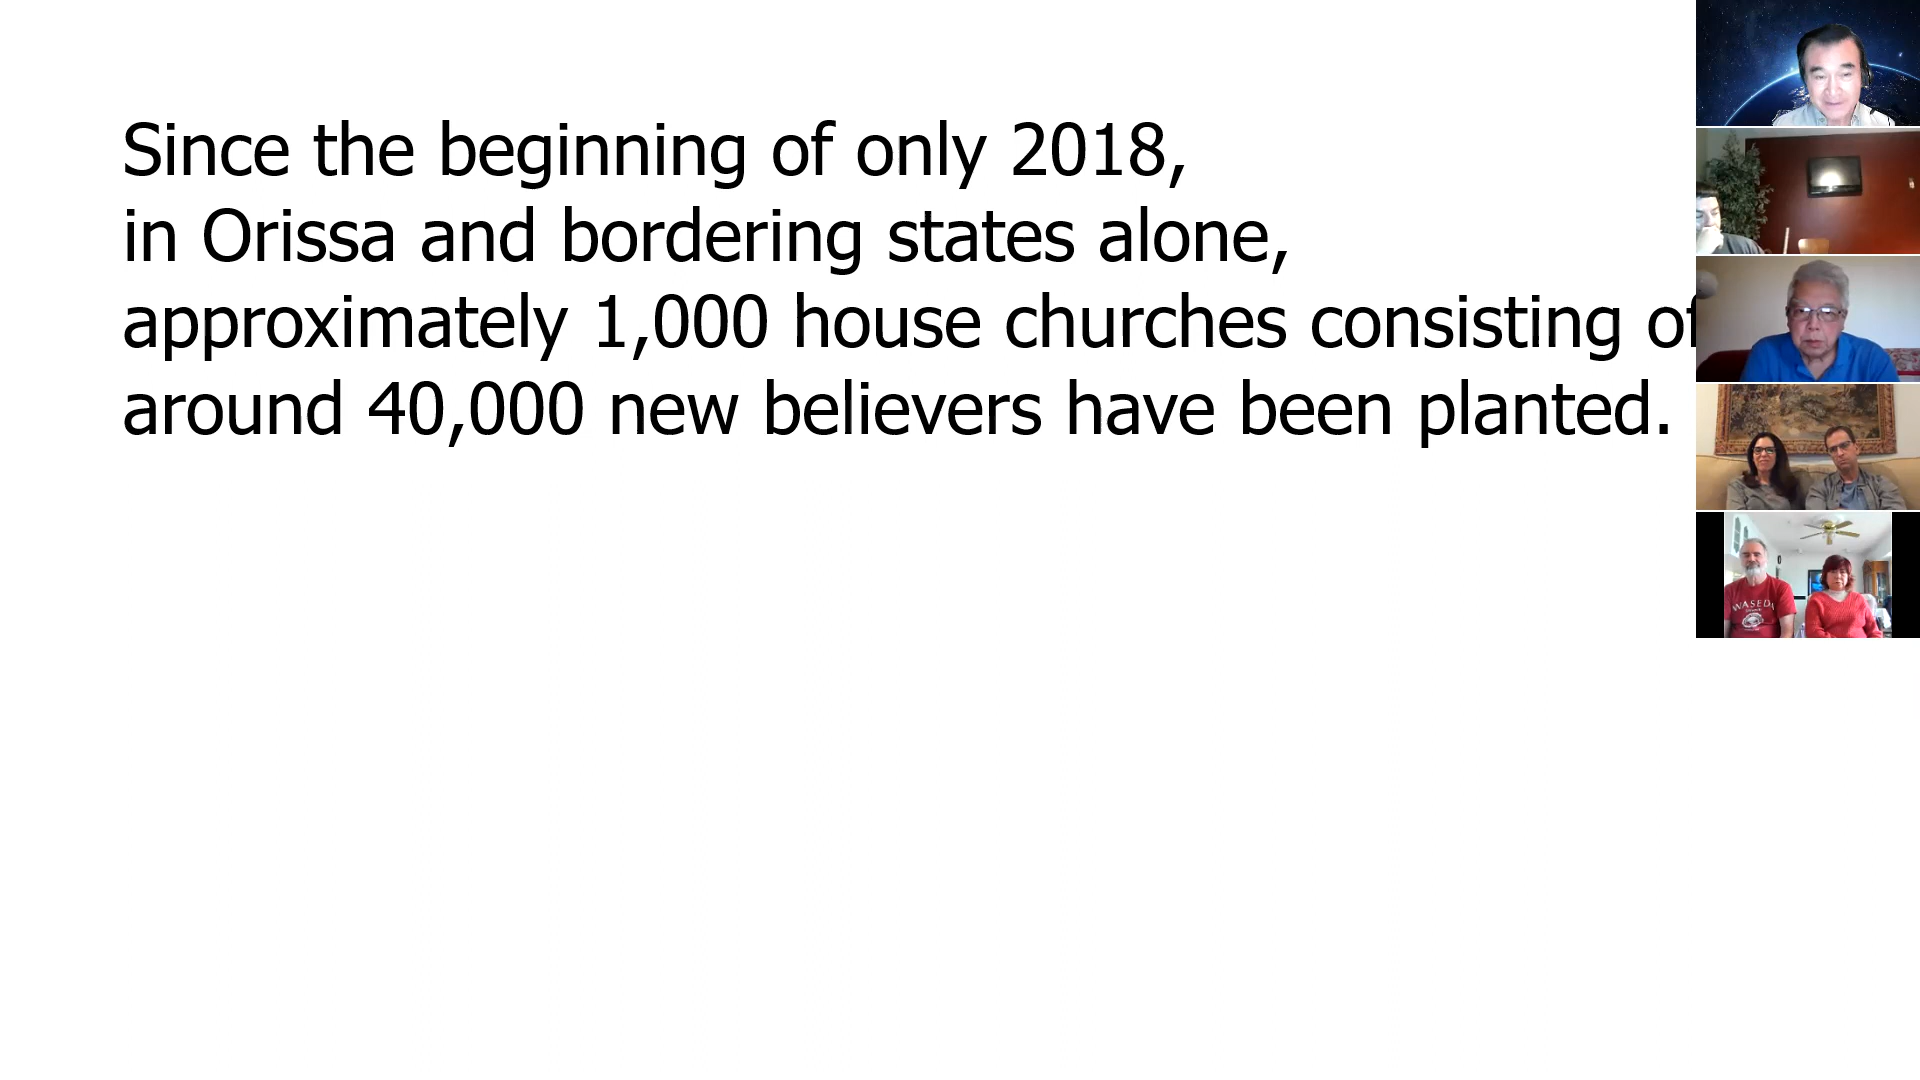 Since the beginning of only 2018,
in Orissa and bordering states alone,
approximately 1,000 house churches consisting of
around 40,000 new believers have been planted.
WASEDA